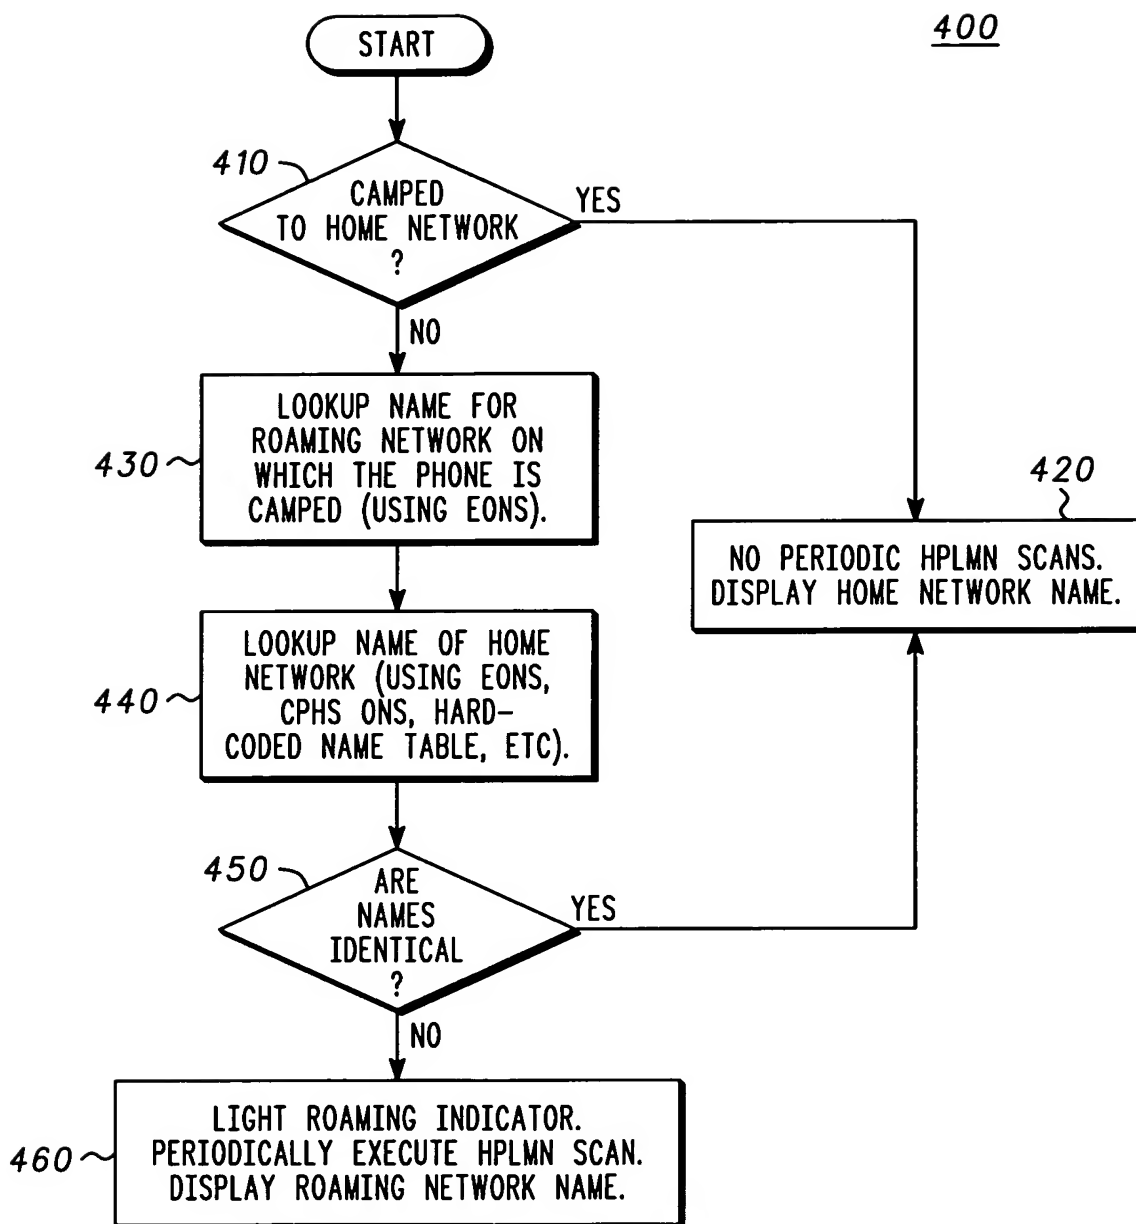 400
START
410
CAMPED
TO HOME NETWORK
?
YES
NO
LOOKUP NAME FOR
ROAMING NETWORK ON
WHICH THE PHONE IS
CAMPED (USING EONS).
430
420
NO PERIODIC HPLMN SCANS.
DISPLAY HOME NETWORK NAME.
LOOKUP NAME OF HOME
NETWORK (USING EONS,
CPHS ONS, HARD-
CODED NAME TABLE, ETC).
440
450
ARE
NAMES
IDENTICAL
?
YES
NO
LIGHT ROAMING INDICATOR.
PERIODICALLY EXECUTE HPLMN SCAN.
DISPLAY ROAMING NETWORK NAME.
460